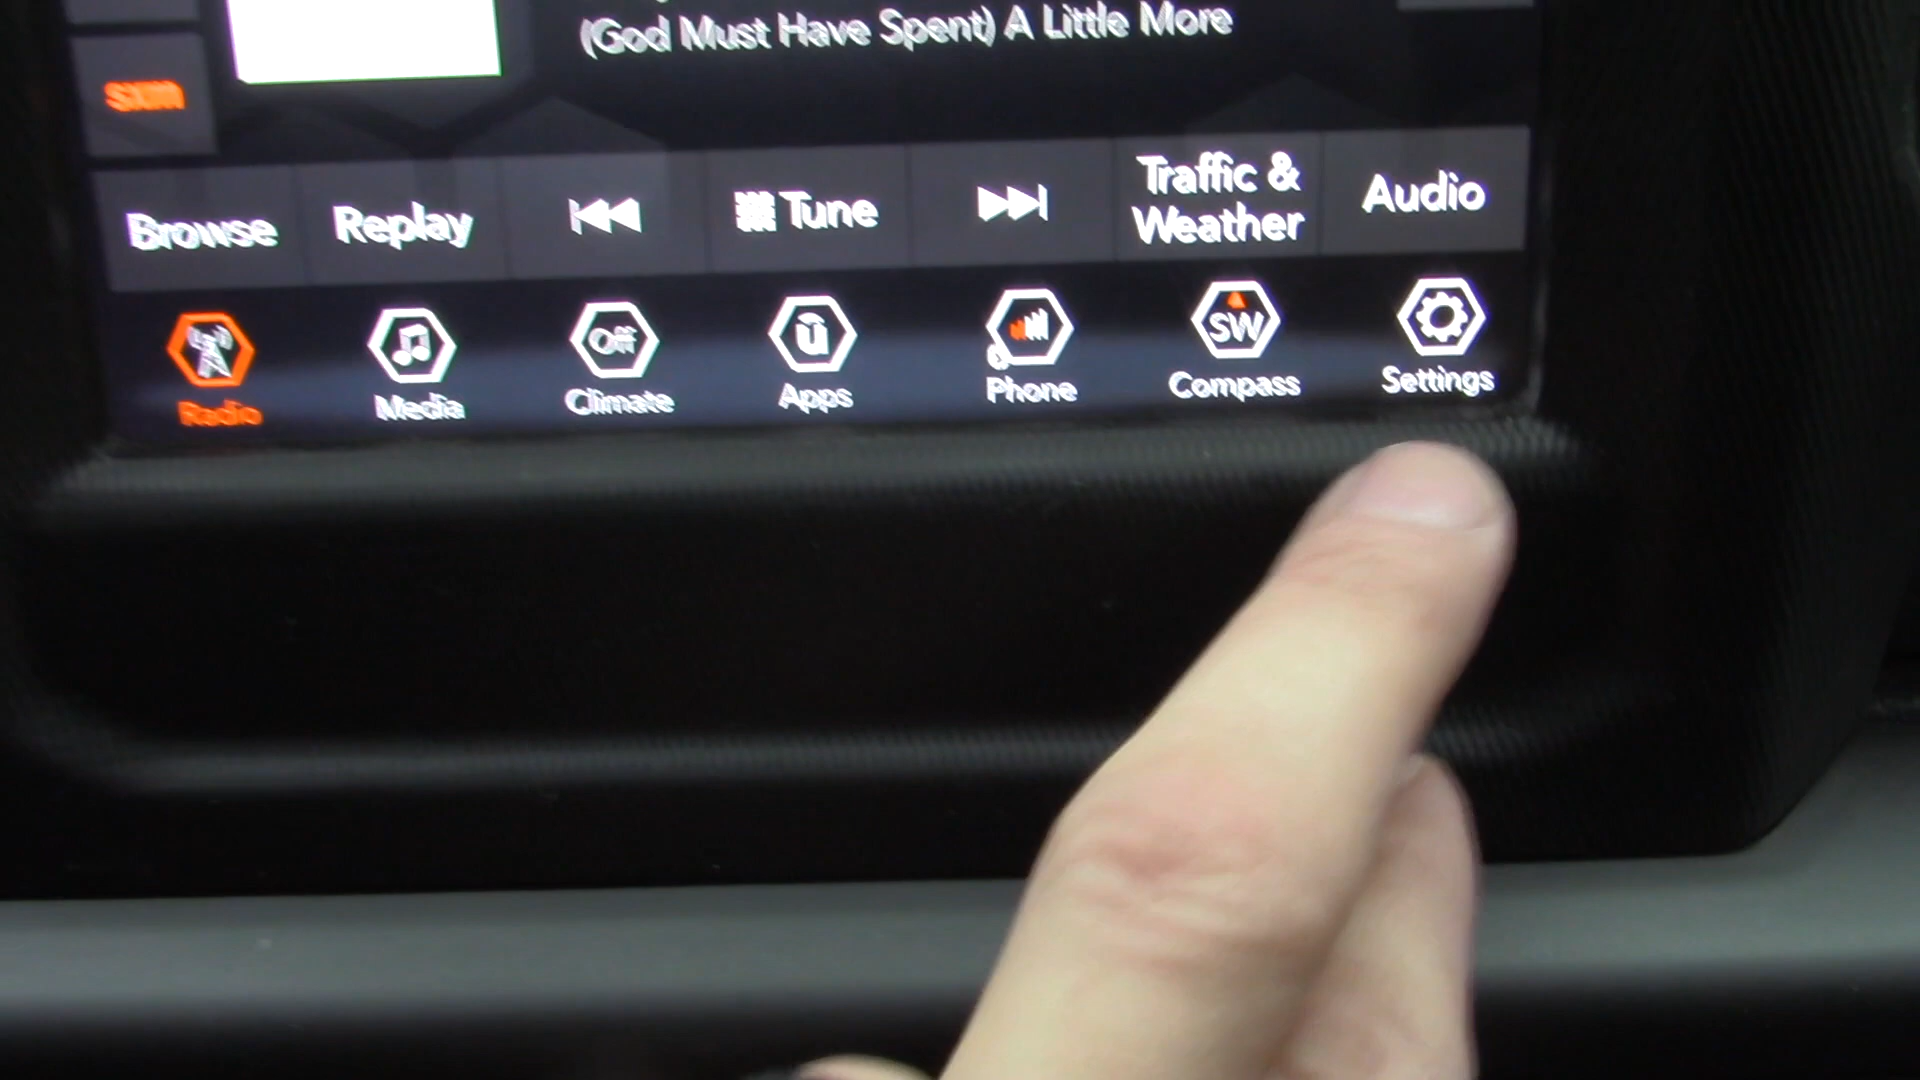 (God Must Have Spent) A Little More
sxm
Browse
Replay
Tune
Traffic &
Weather
Audio
Off
ū
SW
Radio
Media
Climate
Apps
Phone
Compass
Settings